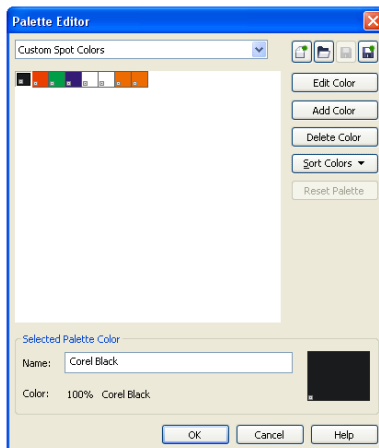 Palette Editor
Custom Spot Colors
Edit Color
Add Color
Delete Color
Sort Colors
Reset Palette
Selected Palette Color
Name: Corel Black
Color: 100% Corel Black
OK Cancel Help